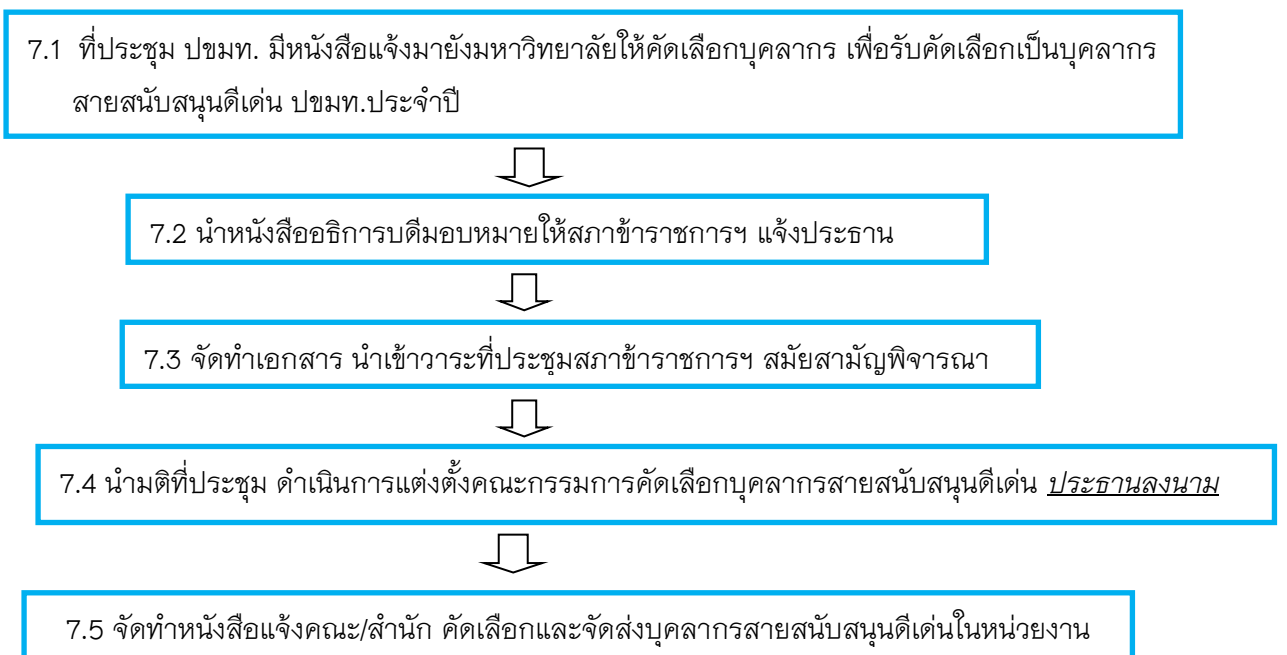 7.1 ที่ประชุม ปขมท. มีหนังสือแจ้งมายังมหาวิทยาลัยให้คัดเลือกบุคลากร เพื่อรับคัดเลือกเป็นบุคลากร
สายสนับสนุนดีเด่น ปขมท.ประจำปี
7.2 นำหนังสืออธิการบดีมอบหมายให้สภาข้าราชการฯ แจ้งประธาน
7.3 จัดทำเอกสาร นำเข้าวาระที่ประชุมสภาข้าราชการฯ สมัยสามัญพิจารณา
7.4 นำมติที่ประชุม ดำเนินการแต่งตั้งคณะกรรมการคัดเลือกบุคลากรสายสนับสนุนดีเด่น ประธานลงนาม
7.5 จัดทำหนังสือแจ้งคณะ/สำนัก คัดเลือกและจัดส่งบุคลากรสายสนับสนุนดีเด่นในหน่วยงาน